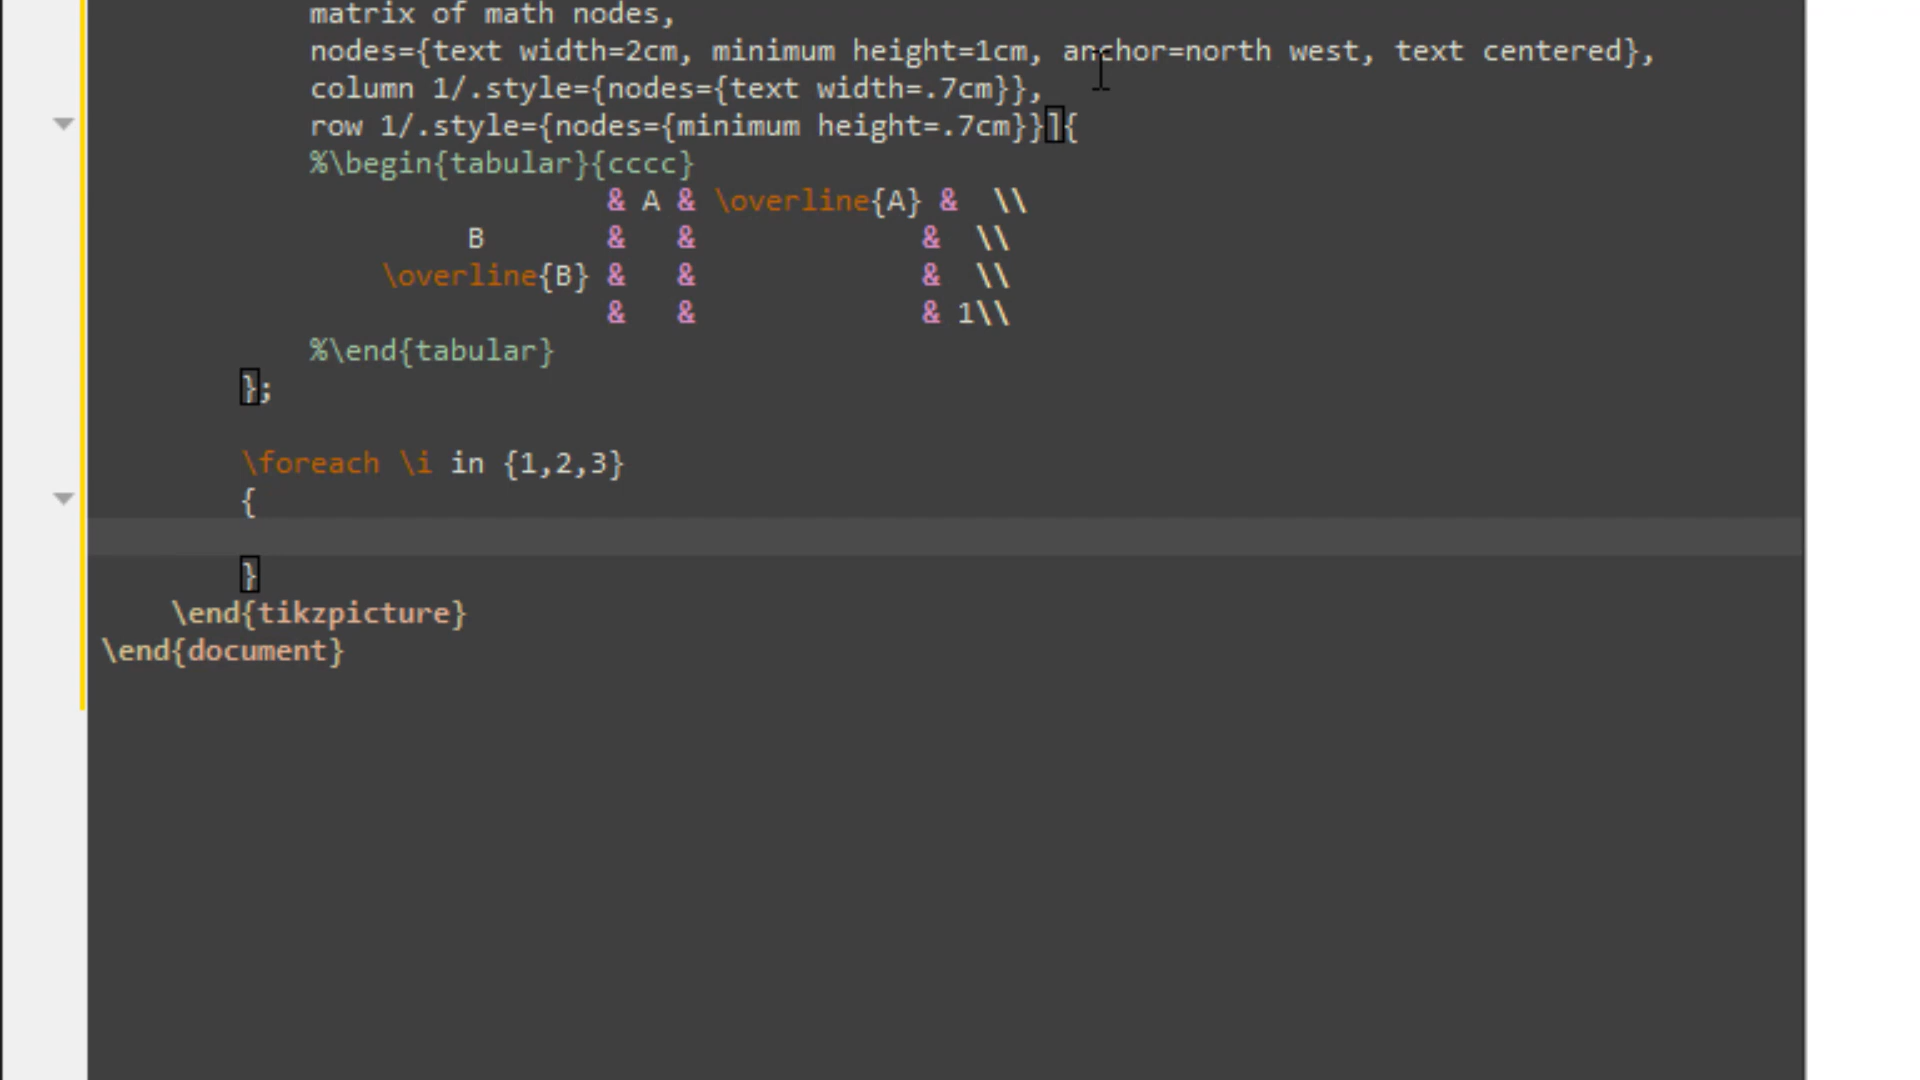 matrix of math nodes,
nodes={text width=2cm, minimum height=1cm, anchor=north west, text centered},
column 1/.style={nodes={text width=.7cm}},
row 1/.style={nodes={minimum height=.7cm}}]{
%\begin{tabular}{cccc}
& A & \overline{A} & \\
B & & & \\
\overline{B} & & & \\
& & & 1\\
%\end{tabular}
};
\foreach \i in {1,2,3}
{
}
\end{tikzpicture}
\end{document}